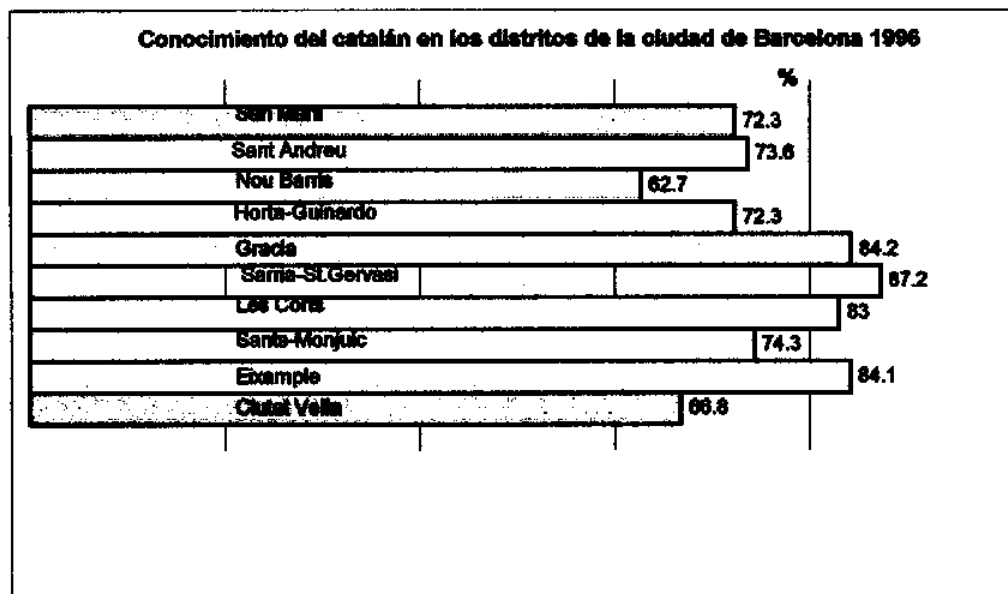 Conocimiento del catalán en los distritos de la ciudad de Barcelona 1996
%
San Marti 72.3
Sant Andreu 73.6
Nou Barris 62.7
Horta-Guinardo 72.3
Gracia 84.2
Sarria-St.Gervasi 87.2
Les Corts 83
Sants-Monjuic 74.3
Eixample 84.1
Ciutat Vella 66.8